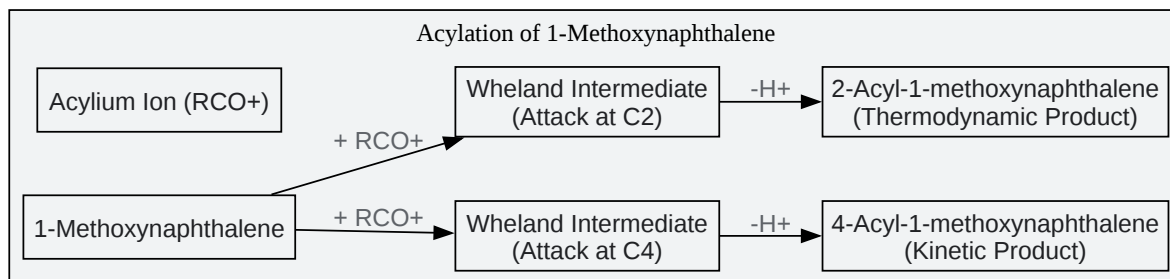 Acylation of 1-Methoxynaphthalene
Acylium Ion (RCO+)
Wheland Intermediate
(Attack at C2)
-H+
2-Acyl-1-methoxynaphthalene
(Thermodynamic Product)
+ RCO+
1-Methoxynaphthalene
+ RCO+
Wheland Intermediate
(Attack at C4)
-H+
4-Acyl-1-methoxynaphthalene
(Kinetic Product)